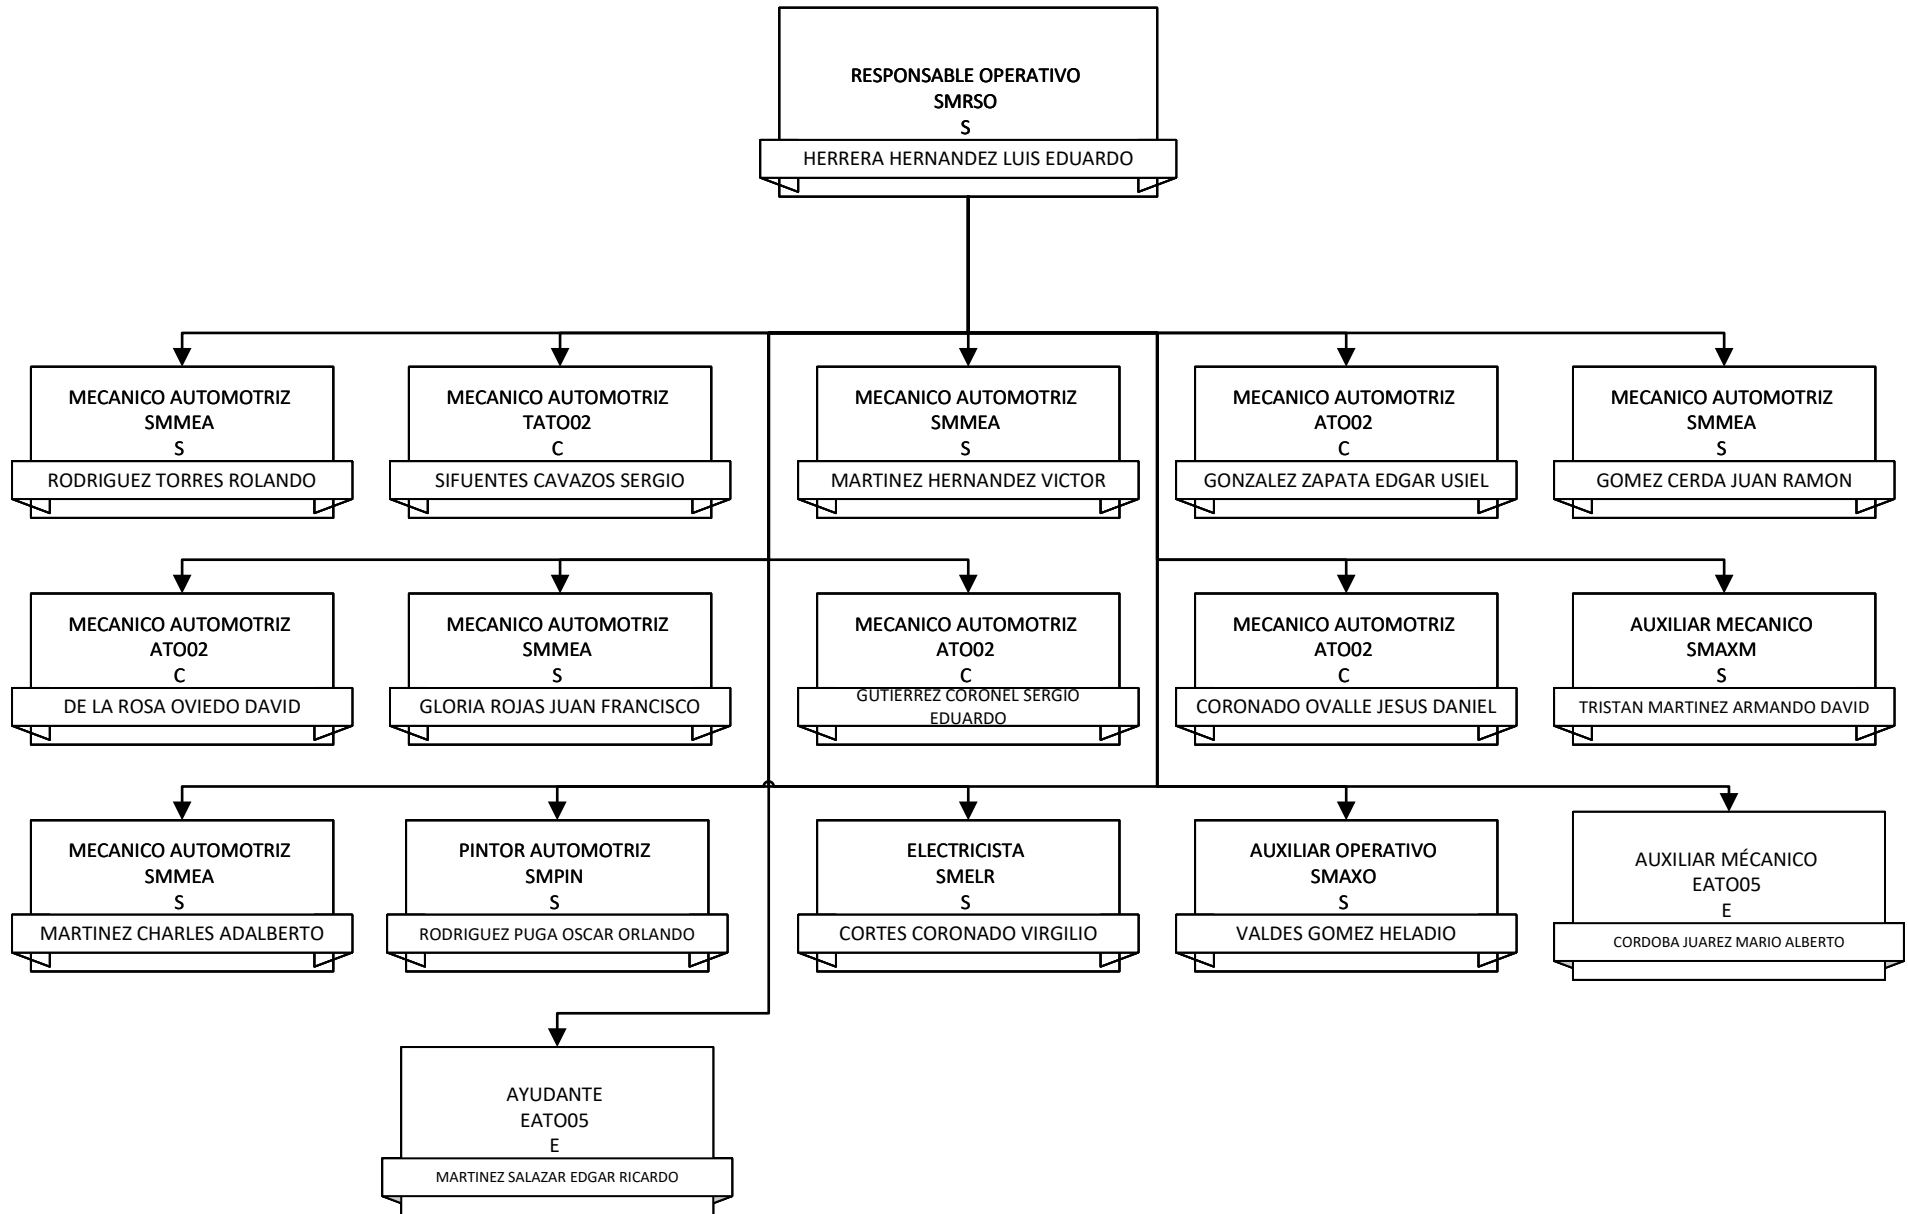 RESPONSABLE OPERATIVO
SMRSO
S
HERRERA HERNANDEZ LUIS EDUARDO
MECANICO AUTOMOTRIZ
SMMEA
S
RODRIGUEZ TORRES ROLANDO
MECANICO AUTOMOTRIZ
TATO02
C
SIFUENTES CAVAZOS SERGIO
MECANICO AUTOMOTRIZ
SMMEA
S
MARTINEZ HERNANDEZ VICTOR
MECANICO AUTOMOTRIZ
ATO02
C
GONZALEZ ZAPATA EDGAR USIEL
MECANICO AUTOMOTRIZ
SMMEA
S
GOMEZ CERDA JUAN RAMON
MECANICO AUTOMOTRIZ
ATO02
C
DE LA ROSA OVIEDO DAVID
MECANICO AUTOMOTRIZ
SMMEA
S
GLORIA ROJAS JUAN FRANCISCO
MECANICO AUTOMOTRIZ
ATO02
C
GUTIERREZ CORONEL SERGIO
EDUARDO
MECANICO AUTOMOTRIZ
ATO02
C
CORONADO OVALLE JESUS DANIEL
AUXILIAR MECANICO
SMAXM
S
TRISTAN MARTINEZ ARMANDO DAVID
MECANICO AUTOMOTRIZ
SMMEA
S
MARTINEZ CHARLES ADALBERTO
PINTOR AUTOMOTRIZ
SMPIN
S
RODRIGUEZ PUGA OSCAR ORLANDO
ELECTRICISTA
SMELR
S
CORTES CORONADO VIRGILIO
AUXILIAR OPERATIVO
SMAXO
S
VALDES GOMEZ HELADIO
AUXILIAR MÉCANICO
EATO05
E
CORDOBA JUAREZ MARIO ALBERTO
AYUDANTE
EATO05
E
MARTINEZ SALAZAR EDGAR RICARDO